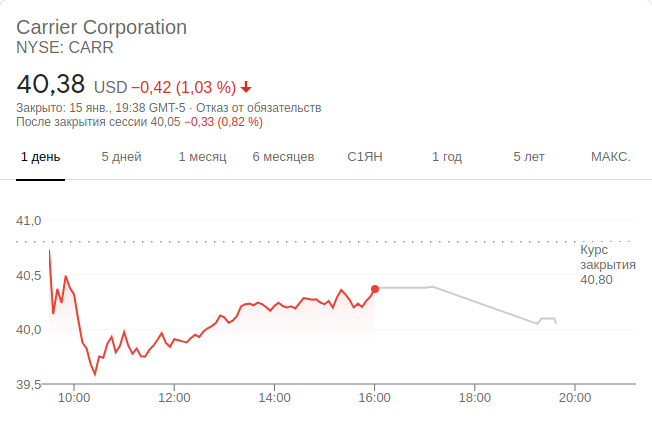 Carrier Corporation
NYSE: CARR
40,38 USD −0,42 (1,03 %)
Закрыто: 15 янв., 19:38 GMT-5 · Отказ от обязательств
После закрытия сессии 40,05 −0,33 (0,82 %)
1 день 5 дней 1 месяц 6 месяцев С1ЯН 1 год 5 лет МАКС.
41,0
Курс
закрытия
40,80
40,5
40,0
39,5
10:00 12:00 14:00 16:00 18:00 20:00